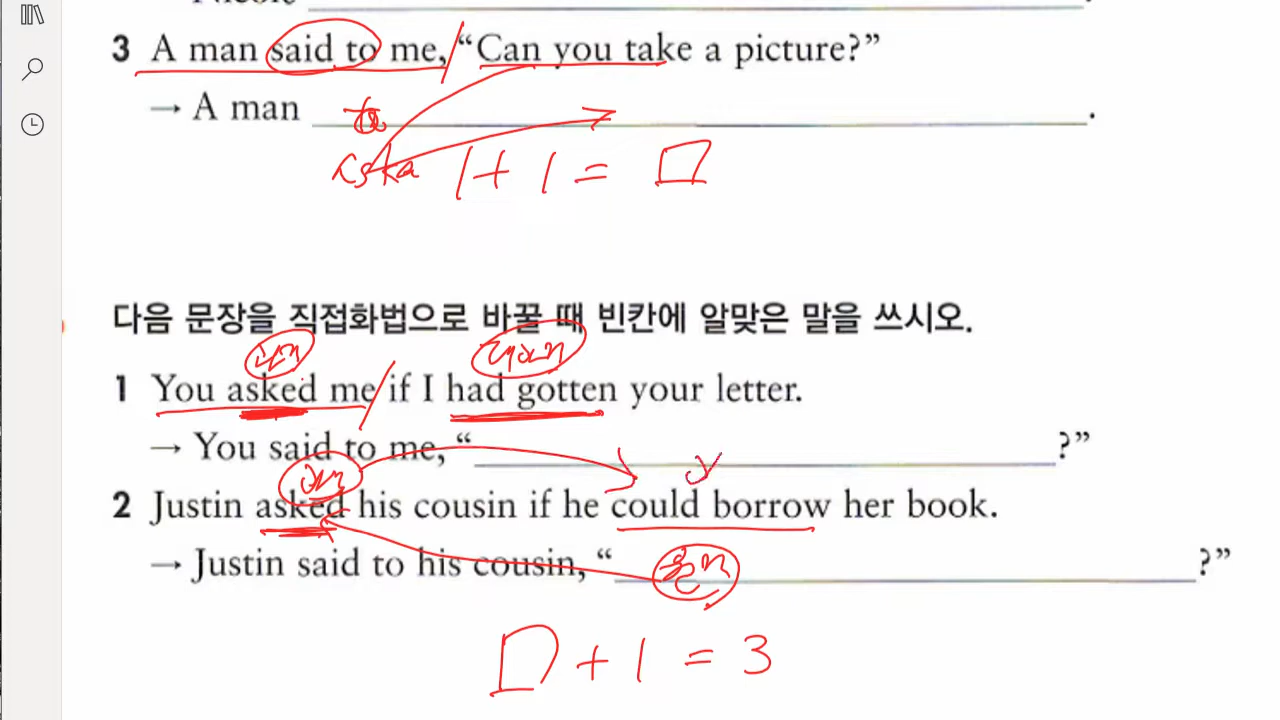 3 A man said to me, “Can you take a picture?”
→ A man ________ .
1 + 1 = □
다음 문장을 직접화법으로 바꿀 때 빈칸에 알맞은 말을 쓰시오.
1 You asked me if I had gotten your letter.
→ You said to me, “________?”
2 Justin asked his cousin if he could borrow her book.
→ Justin said to his cousin, “________?”
□ + 1 = 3